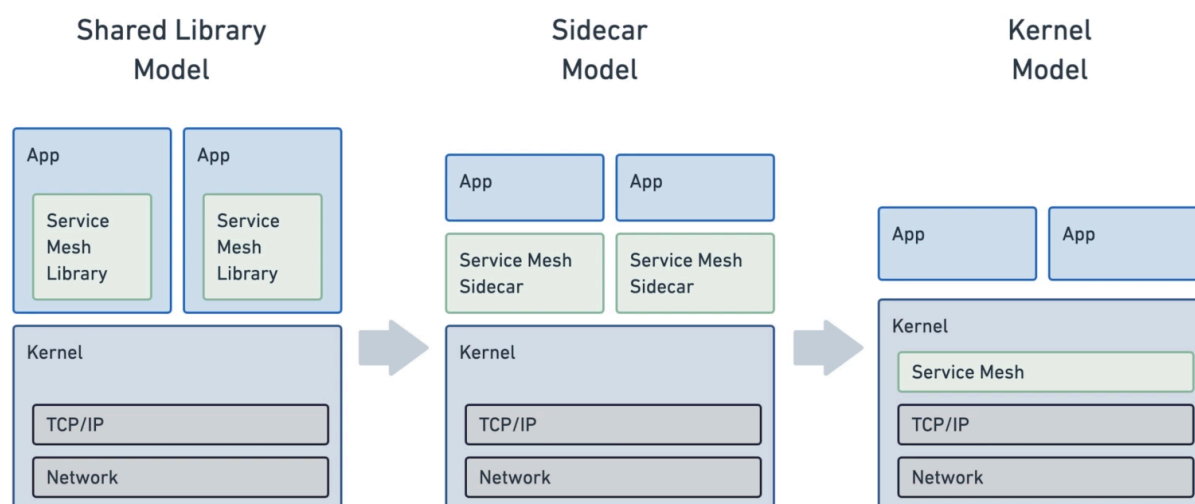 Shared Library
Model
App
Service
Mesh
Library
App
Service
Mesh
Library
Kernel
TCP/IP
Network
Sidecar
Model
App
App
Service Mesh
Sidecar
Service Mesh
Sidecar
Kernel
TCP/IP
Network
Kernel
Model
App
App
Kernel
Service Mesh
TCP/IP
Network